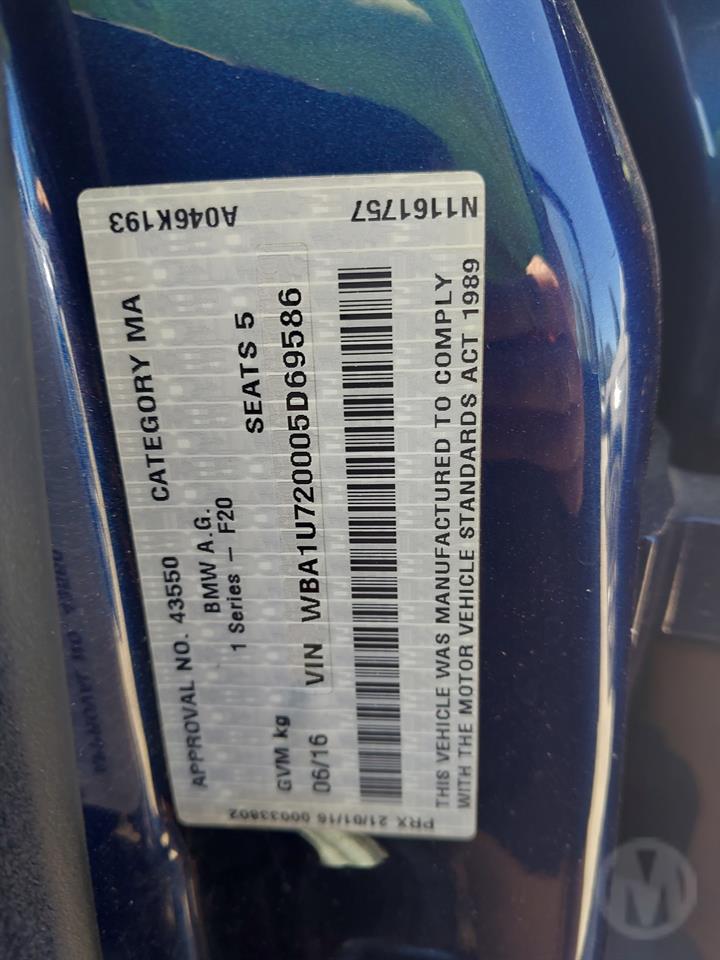 APPROVAL NO. 43550 CATEGORY MA
BMW A.G.
1 Series – F20 SEATS 5
GVM kg
VIN WBA1U720005D69586
06/16
THIS VEHICLE WAS MANUFACTURED TO COMPLY
WITH THE MOTOR VEHICLE STANDARDS ACT 1989
A046K193
N1161757
PRX 21/01/16 00033802
M